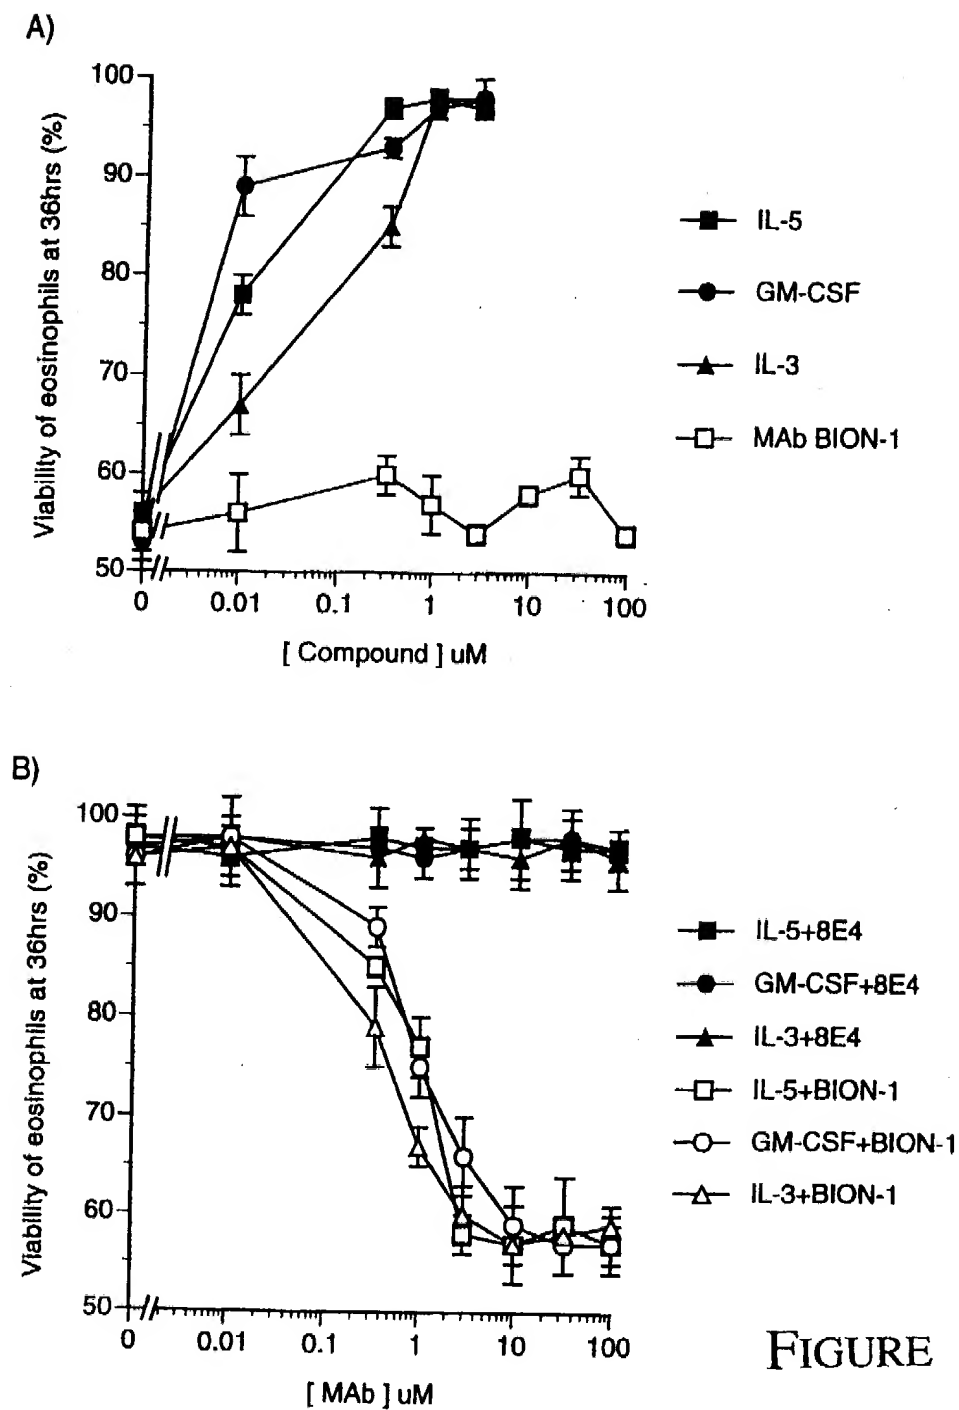 A)
Viability of eosinophils at 36hrs (%)
100
90
80
70
60
50
0 0.01 0.1 1 10 100
[ Compound ] uM
IL-5
GM-CSF
IL-3
MAb BION-1
B)
Viability of eosinophils at 36hrs (%)
100
90
80
70
60
50
0 0.01 0.1 1 10 100
[ MAb ] uM
IL-5+8E4
GM-CSF+8E4
IL-3+8E4
IL-5+BION-1
GM-CSF+BION-1
IL-3+BION-1
FIGURE